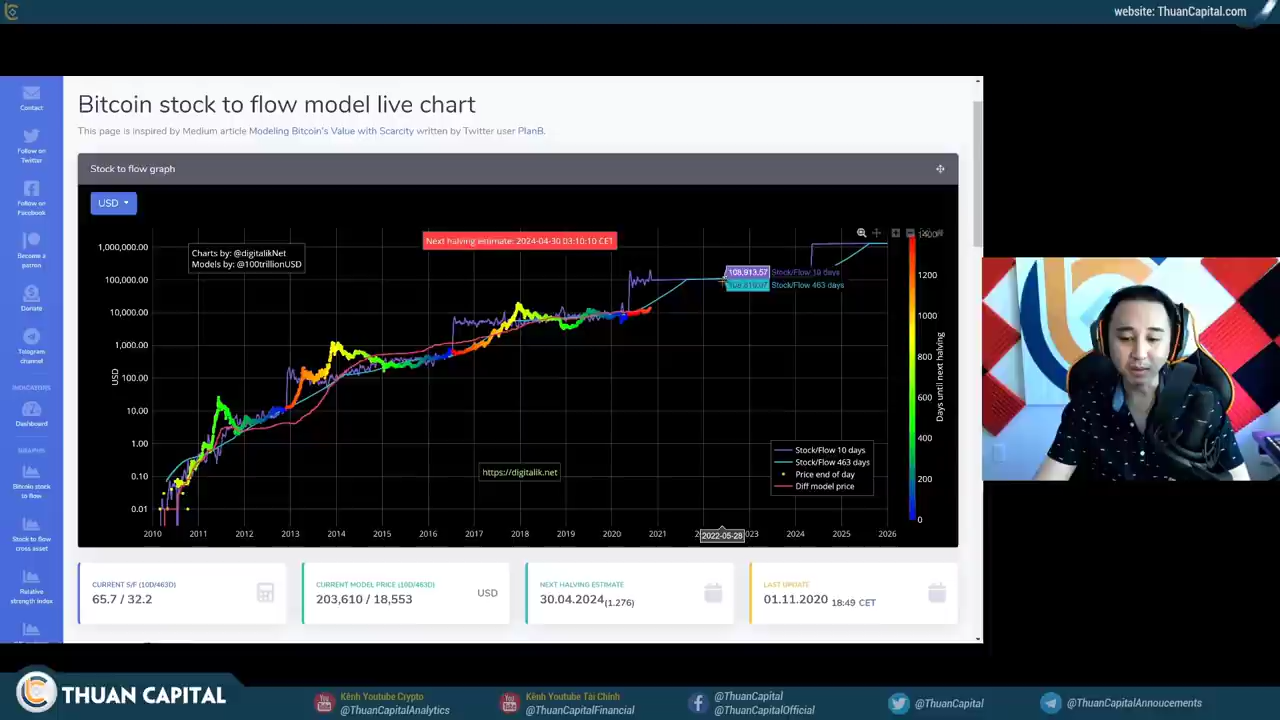 website: ThuanCapital.com
Contact
Follow on
Twitter
Follow on
Facebook
Become a
patron
Donate
Telegram
channel
INDICATORS
Dashboard
GRAPHS
Bitcoin stock
to flow
Stock to flow
cross asset
Relative
strength index
Bitcoin stock to flow model live chart
This page is inspired by Medium article Modeling Bitcoin's Value with Scarcity written by Twitter user PlanB.
Stock to flow graph
USD
Charts by: @digitalikNet
Models by: @100trillionUSD
Next halving estimate: 2024-04-30 03:10:10 CET
1,000,000.00
100,000.00
10,000.00
1,000.00
100.00
10.00
1.00
0.10
0.01
USD
108,913.57 Stock/Flow 10 days
Stock/Flow 463 days
https://digitalik.net
Stock/Flow 10 days
Stock/Flow 463 days
Price end of day
Diff model price
2010 2011 2012 2013 2014 2015 2016 2017 2018 2019 2020 2021 2022-05-28 023 2024 2025 2026
1400
1200
1000
800
600
400
200
0
Days until next halving
CURRENT S/F (10D/463D)
65.7 / 32.2
CURRENT MODEL PRICE (10D/463D)
203,610 / 18,553 USD
NEXT HALVING ESTIMATE
30.04.2024(1.276)
LAST UPDATE
01.11.2020 18:49 CET
THUAN CAPITAL
Kênh Youtube Crypto
@ThuanCapitalAnalytics
Kênh Youtube Tài Chính
@ThuanCapitalFinancial
@ThuanCapital
@ThuanCapitalOfficial
@ThuanCapital
@ThuanCapitalAnnoucements